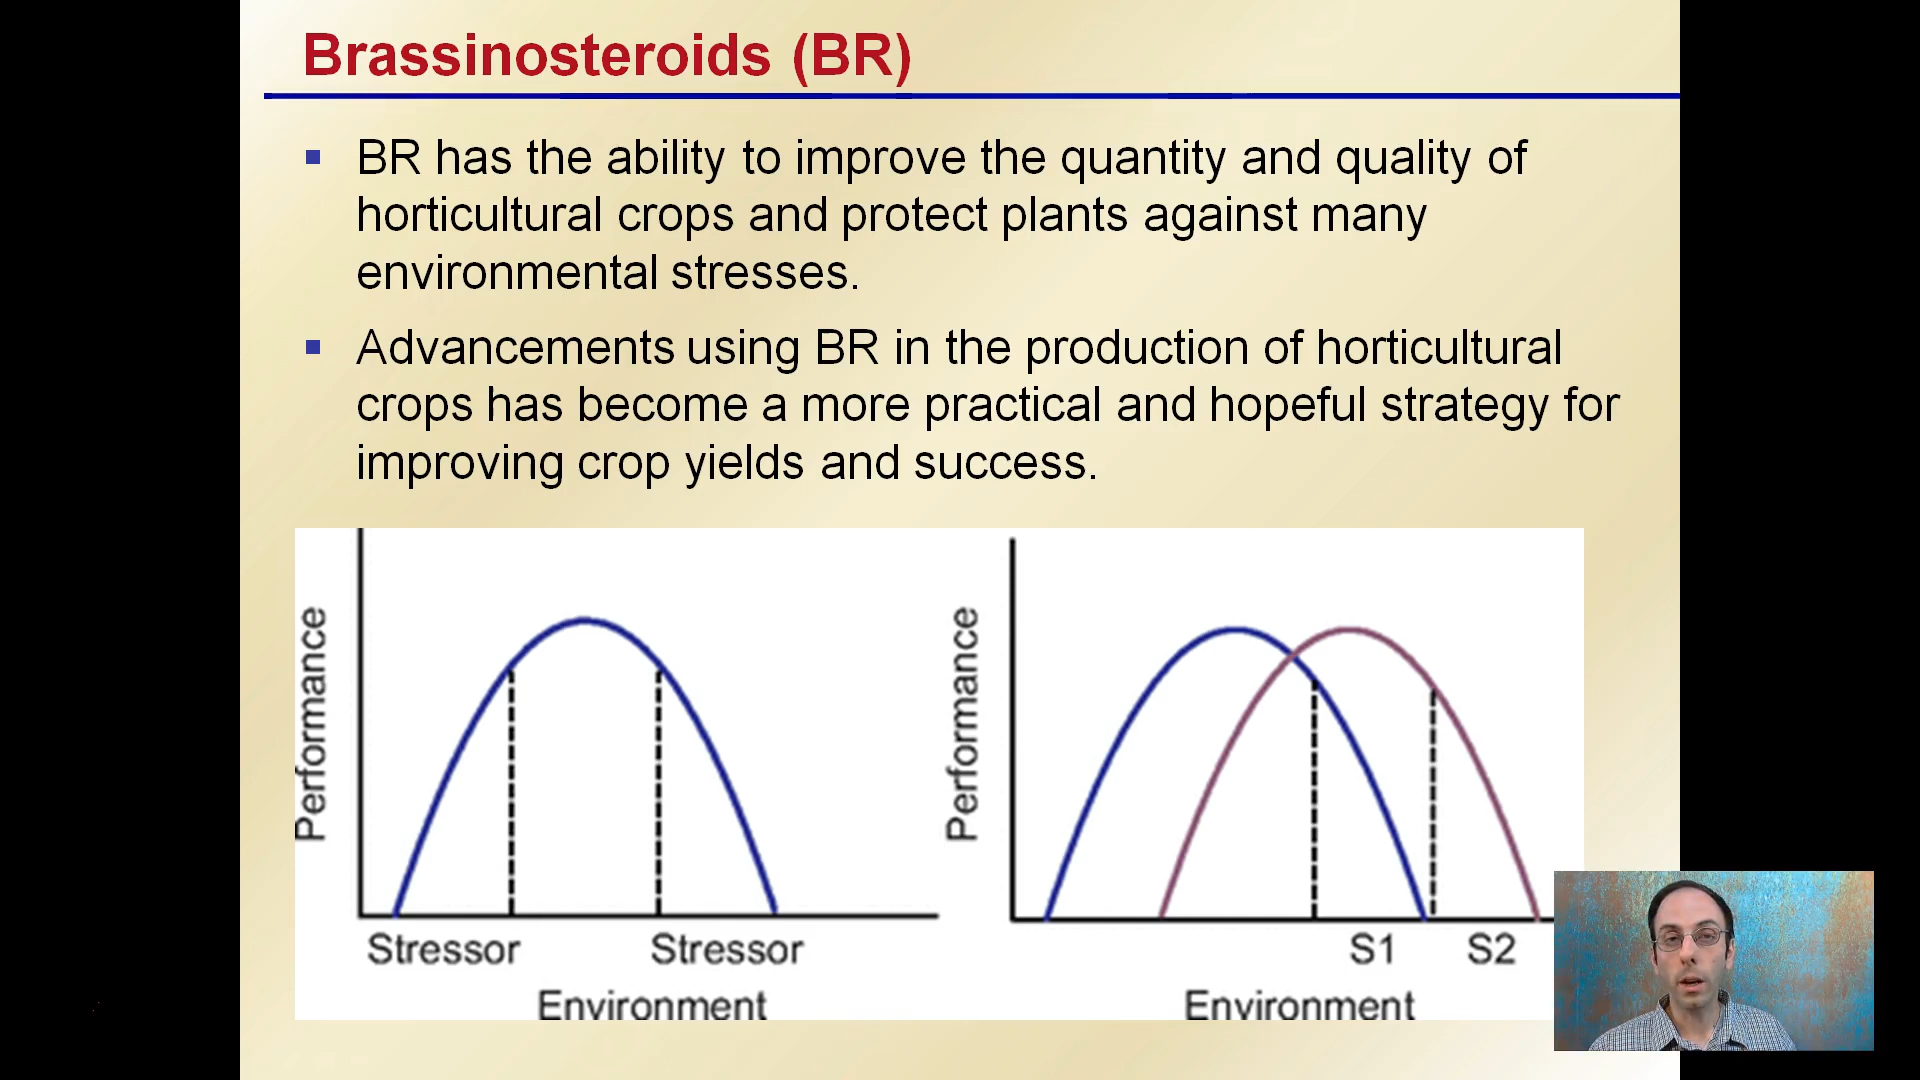 Brassinosteroids (BR)
BR has the ability to improve the quantity and quality of
horticultural crops and protect plants against many
environmental stresses.
Advancements using BR in the production of horticultural
crops has become a more practical and hopeful strategy for
improving crop yields and success.
Performance
Stressor
Stressor
Environment
Performance
S1
S2
Environment